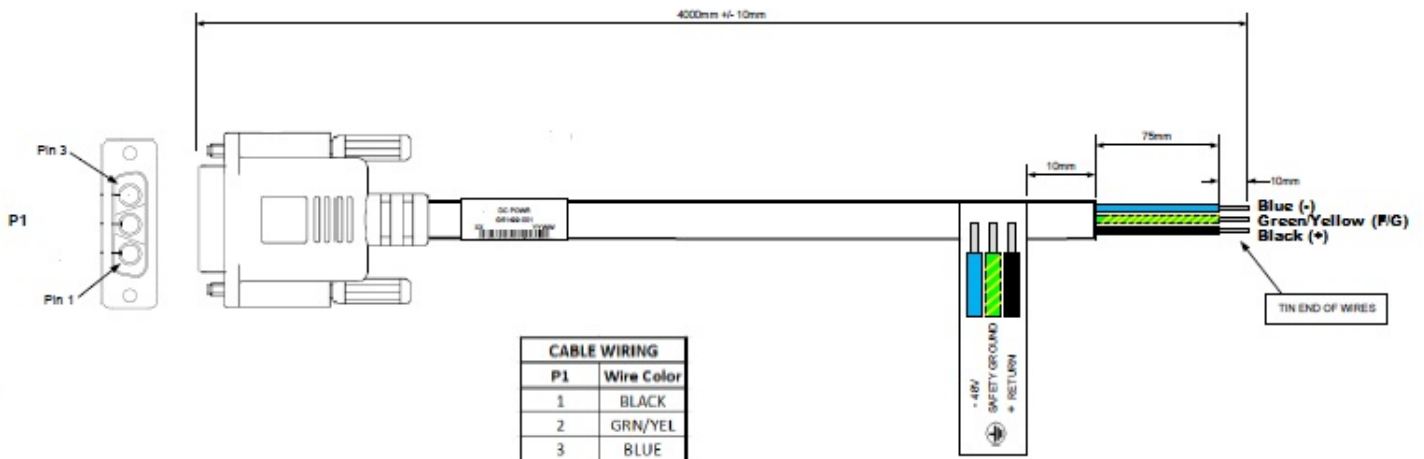 4000mm +/- 10mm
Pin 3
P1
Pin 1
DC POWER
YYWW
10mm
75mm
10mm
Blue (-)
Green/Yellow (F/G)
Black (+)
TIN END OF WIRES
- 48V
SAFETY GROUND
+ RETURN
CABLE WIRING
P1 Wire Color
1 BLACK
2 GRN/YEL
3 BLUE